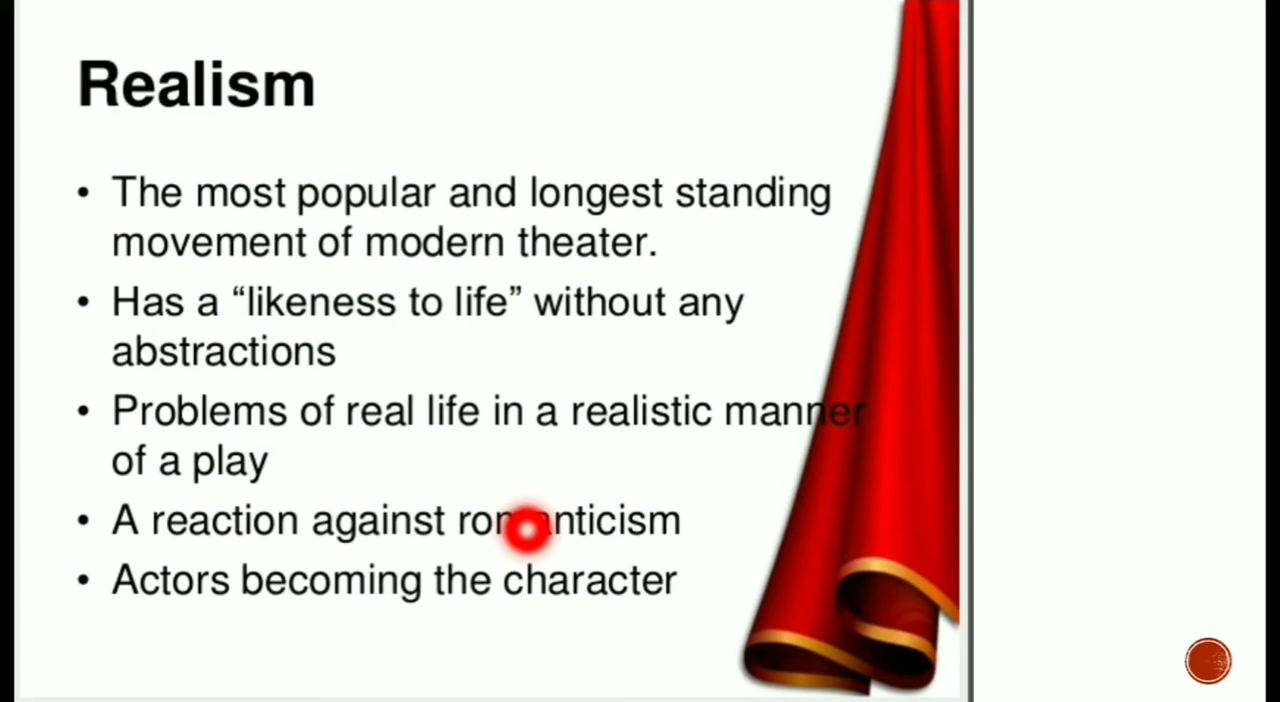 Realism
• The most popular and longest standing
movement of modern theater.
• Has a “likeness to life” without any
abstractions
• Problems of real life in a realistic manner
of a play
• A reaction against romanticism
• Actors becoming the character